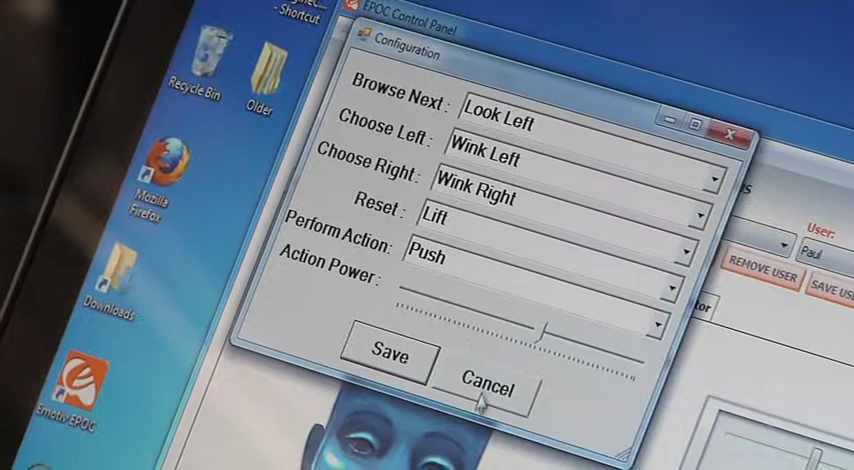 - Shortcut
EPOC Control Panel
Configuration
Recycle Bin
Older
Browse Next:
Look Left
Choose Left:
Wink Left
Choose Right:
Wink Right
Reset:
Lift
Perform Action:
Push
Action Power:
Save
Cancel
Mozilla
Firefox
Downloads
Emotiv EPOC
User:
Paul
REMOVE USER
SAVE USE